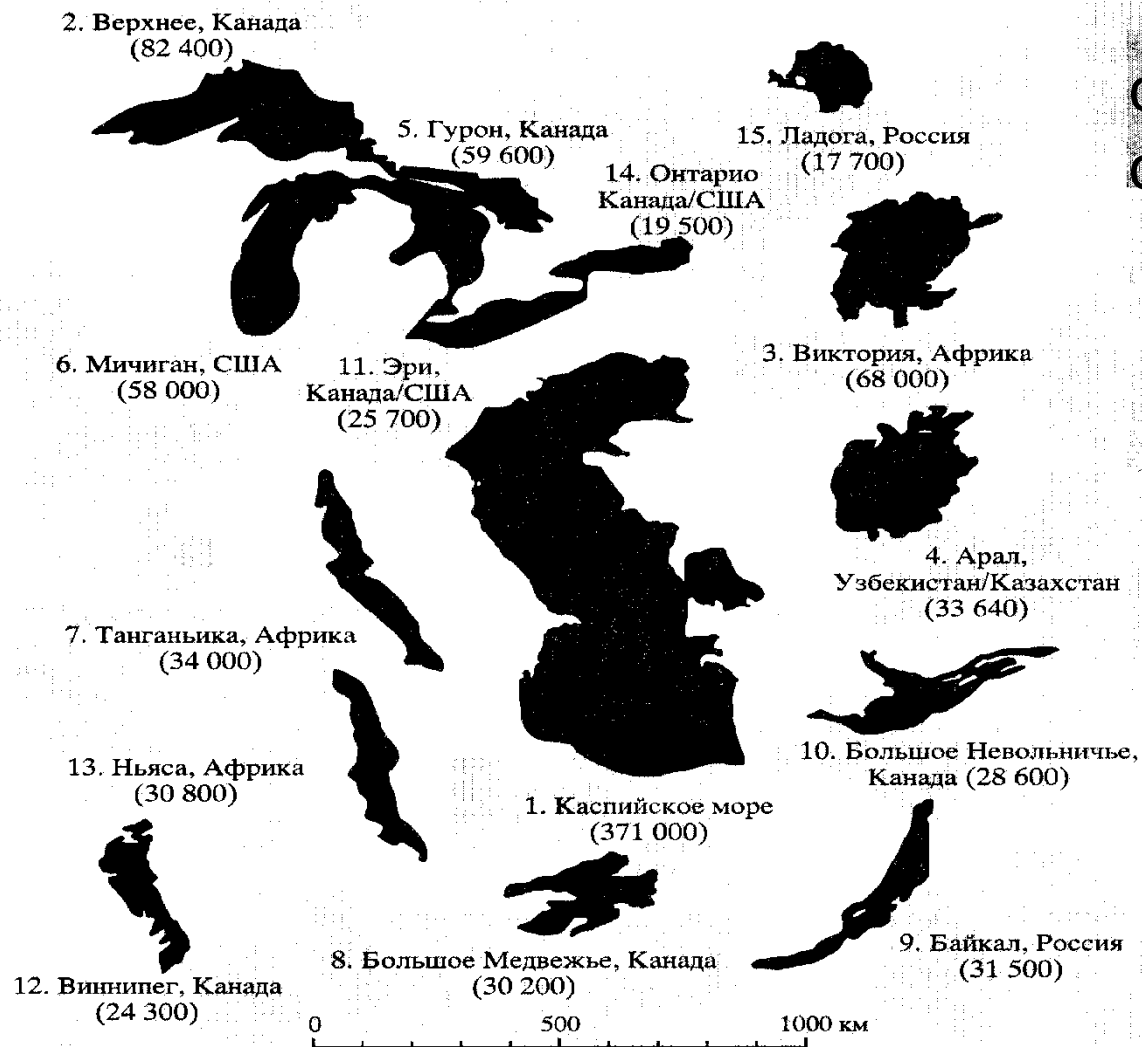 2. Верхнее, Канада
(82 400)
5. Гурон, Канада
(59 600)
15. Ладога, Россия
(17 700)
14. Онтарио
Канада/США
(19 500)
6. Мичиган, США
(58 000)
11. Эри,
Канада/США
(25 700)
3. Виктория, Африка
(68 000)
4. Арал,
Узбекистан/Казахстан
(33 640)
7. Танганьика, Африка
(34 000)
10. Большое Невольничье,
Канада (28 600)
13. Ньяса, Африка
(30 800)
1. Каспийское море
(371 000)
9. Байкал, Россия
(31 500)
8. Большое Медвежье, Канада
(30 200)
12. Виннипег, Канада
(24 300)
0 500 1000 км